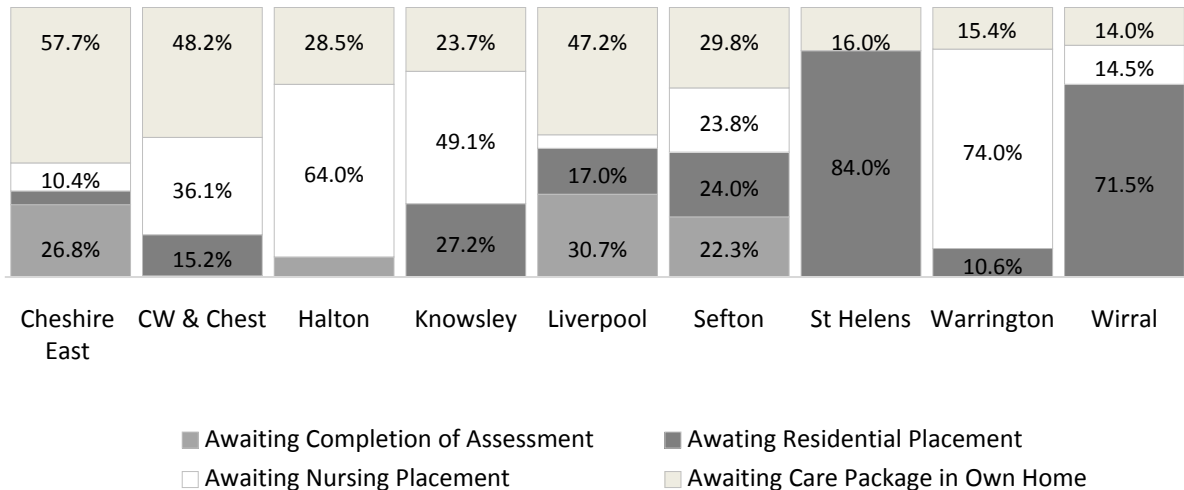 57.7% 48.2% 28.5% 23.7% 47.2% 29.8% 16.0% 15.4% 14.0%
14.5%
10.4% 36.1% 64.0% 49.1% 23.8% 74.0%
17.0% 24.0% 84.0% 71.5%
26.8% 15.2% 27.2% 30.7% 22.3% 10.6%
Cheshire CW & Chest Halton Knowsley Liverpool Sefton St Helens Warrington Wirral
East
Awaiting Completion of Assessment Awating Residential Placement
Awaiting Nursing Placement Awaiting Care Package in Own Home